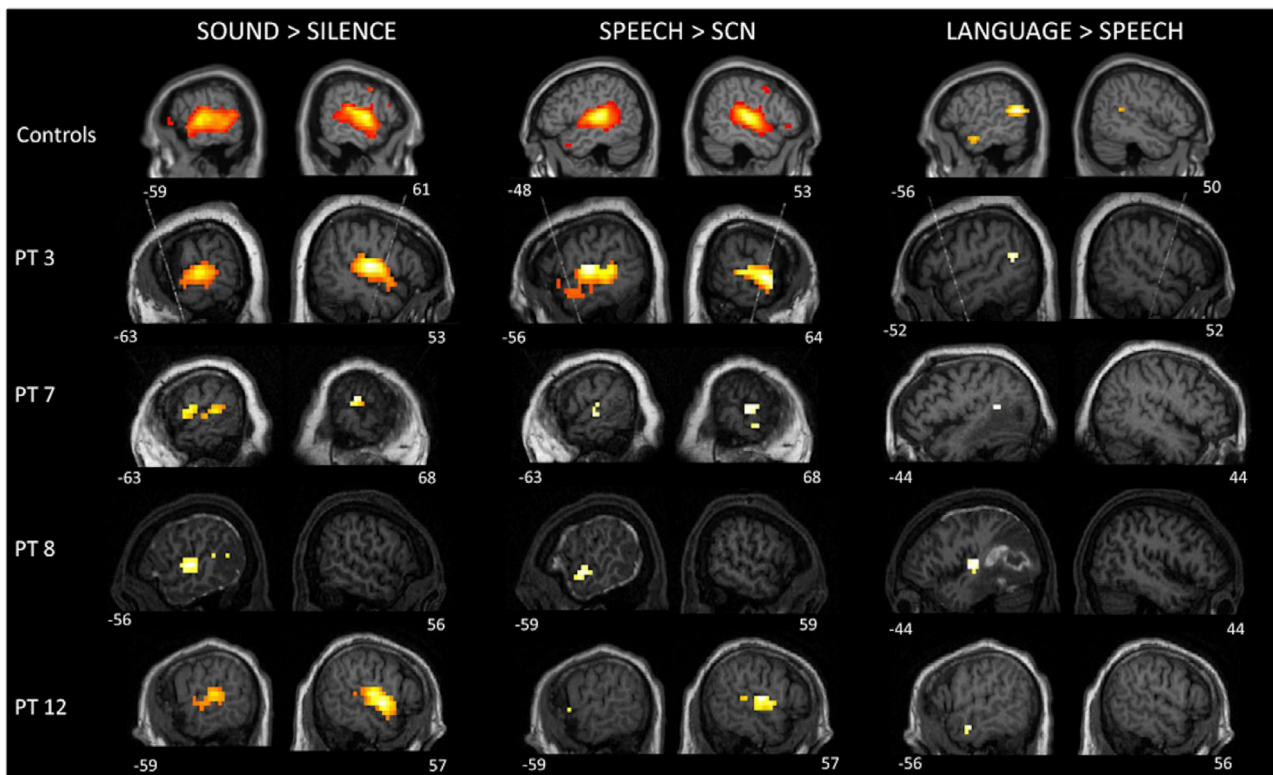 SOUND > SILENCE SPEECH > SCN LANGUAGE > SPEECH
Controls
-59 61 -48 53 -56 50
PT 3
-63 53 -56 64 -52 52
PT 7
-63 68 -63 68 -44 44
PT 8
-56 56 -59 59 -44 44
PT 12
-59 57 -59 57 -56 56